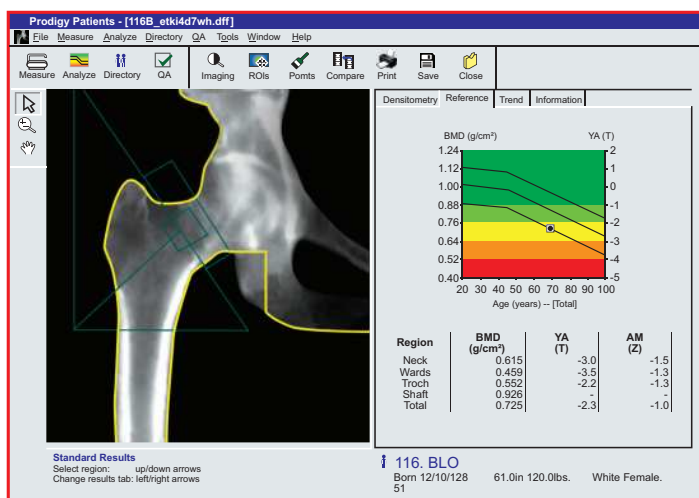 Prodigy Patients - [116B_etki4d7wh.dff]
File Measure Analyze Directory QA Tools Window Help
Measure Analyze Directory QA Imaging ROIs Pomts Compare Print Save Close
Densitometry Reference Trend Information
BMD (g/cm²) YA (T)
1.24 2
1.12 1
1.00 0
0.88 -1
0.76 -2
0.64 -3
0.52 -4
0.40 -5
20 30 40 50 60 70 80 90 100
Age (years) -- [Total]
Region BMD (g/cm²) YA (T) AM (Z)
Neck 0.615 -3.0 -1.5
Wards 0.459 -3.5 -1.3
Troch 0.552 -2.2 -1.3
Shaft 0.926 - -
Total 0.725 -2.3 -1.0
Standard Results
Select region: up/down arrows
Change results tab: left/right arrows
116. BLO
Born 12/10/128 61.0in 120.0lbs. White Female.
51